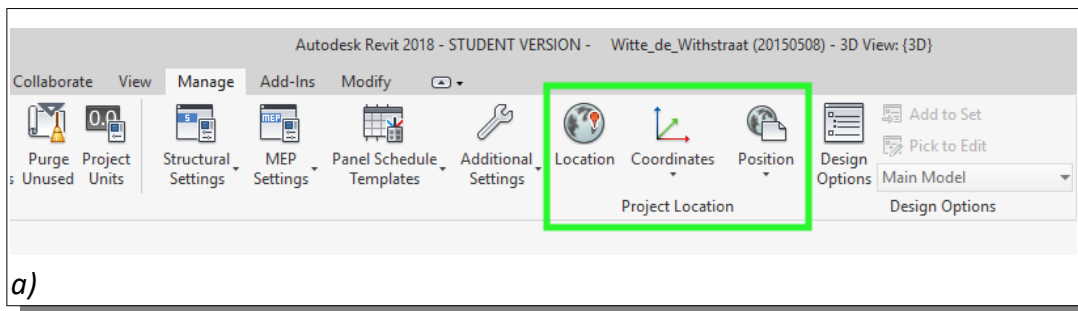 Autodesk Revit 2018 - STUDENT VERSION - Witte_de_Withstraat (20150508) - 3D View: {3D}
Collaborate View Manage Add-Ins Modify
0.0 S MEP
Purge Project Structural MEP Panel Schedule Additional Location Coordinates Position Design Add to Set
s Unused Units Settings Settings Templates Settings Options Pick to Edit
Main Model
Project Location Design Options
a)